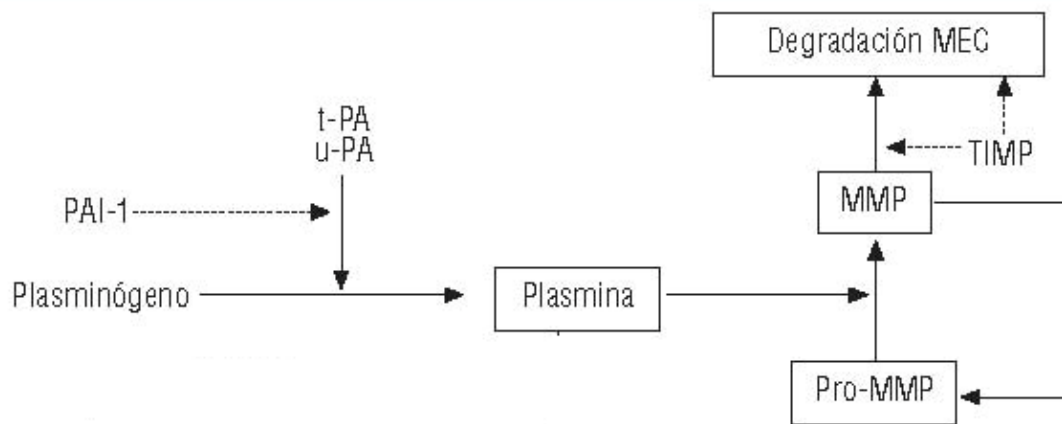 Degradación MEC
t-PA
u-PA
TIMP
PAI-1
MMP
Plasminógeno
Plasmina
Pro-MMP